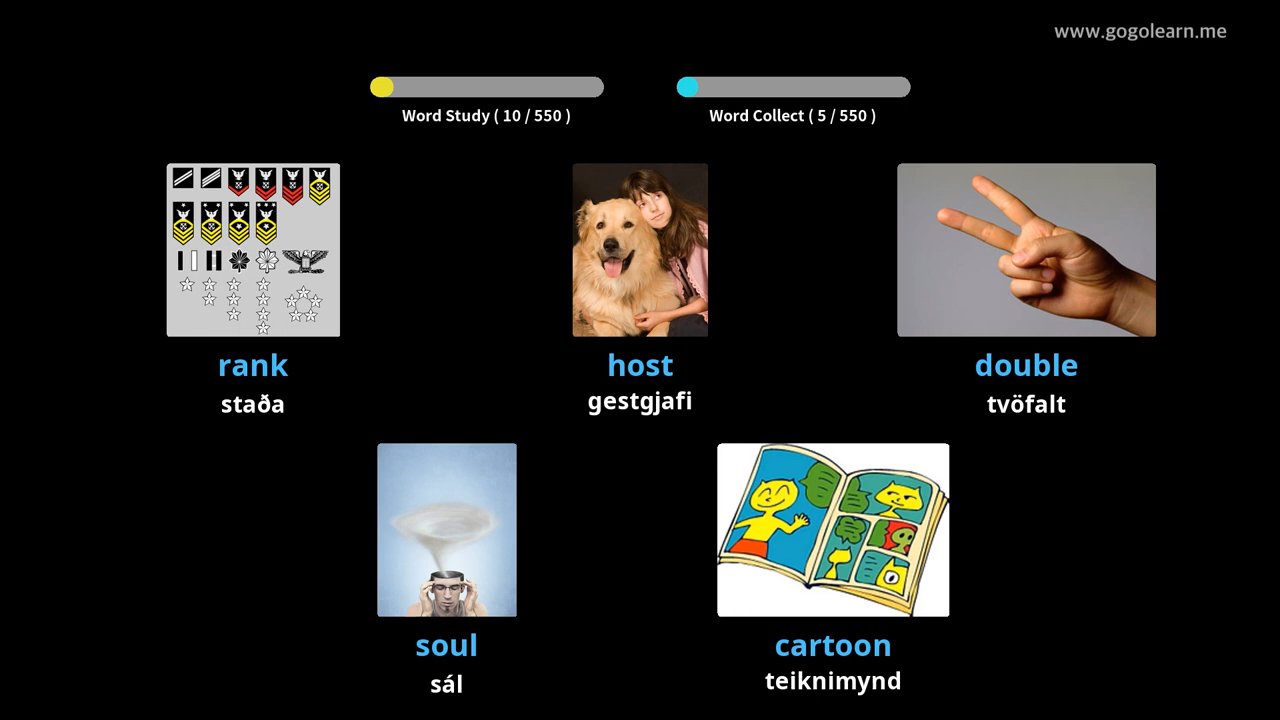 www.gogolearn.me
Word Study ( 10 / 550 )
Word Collect ( 5 / 550 )
rank
staða
host
gestgjafi
double
tvöfalt
soul
sál
cartoon
teiknimynd